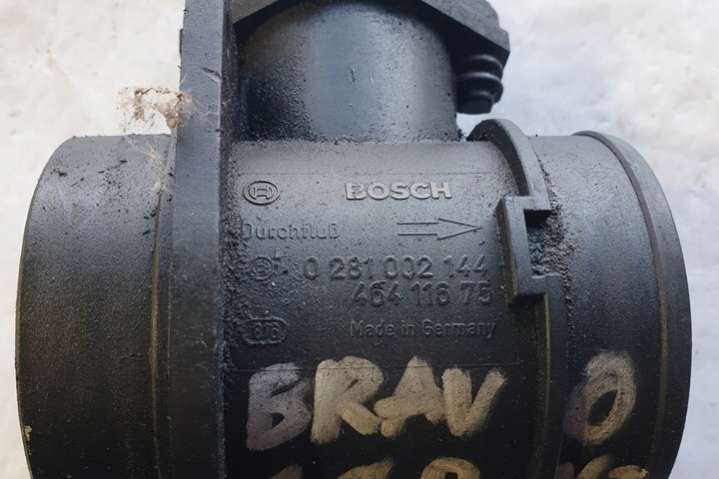 BOSCH
Durchfluß
0 281 002 144
464 118 75
Made in Germany
BRAVO